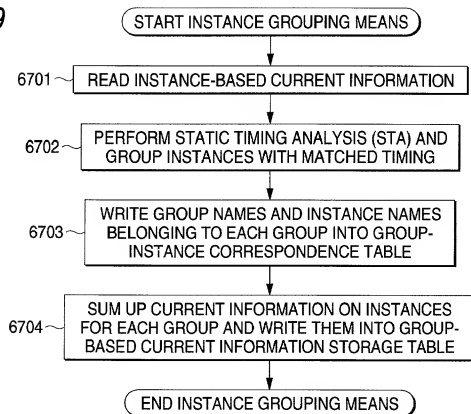 9
START INSTANCE GROUPING MEANS
6701
READ INSTANCE-BASED CURRENT INFORMATION
6702
PERFORM STATIC TIMING ANALYSIS (STA) AND
GROUP INSTANCES WITH MATCHED TIMING
6703
WRITE GROUP NAMES AND INSTANCE NAMES
BELONGING TO EACH GROUP INTO GROUP-
INSTANCE CORRESPONDENCE TABLE
6704
SUM UP CURRENT INFORMATION ON INSTANCES
FOR EACH GROUP AND WRITE THEM INTO GROUP-
BASED CURRENT INFORMATION STORAGE TABLE
END INSTANCE GROUPING MEANS